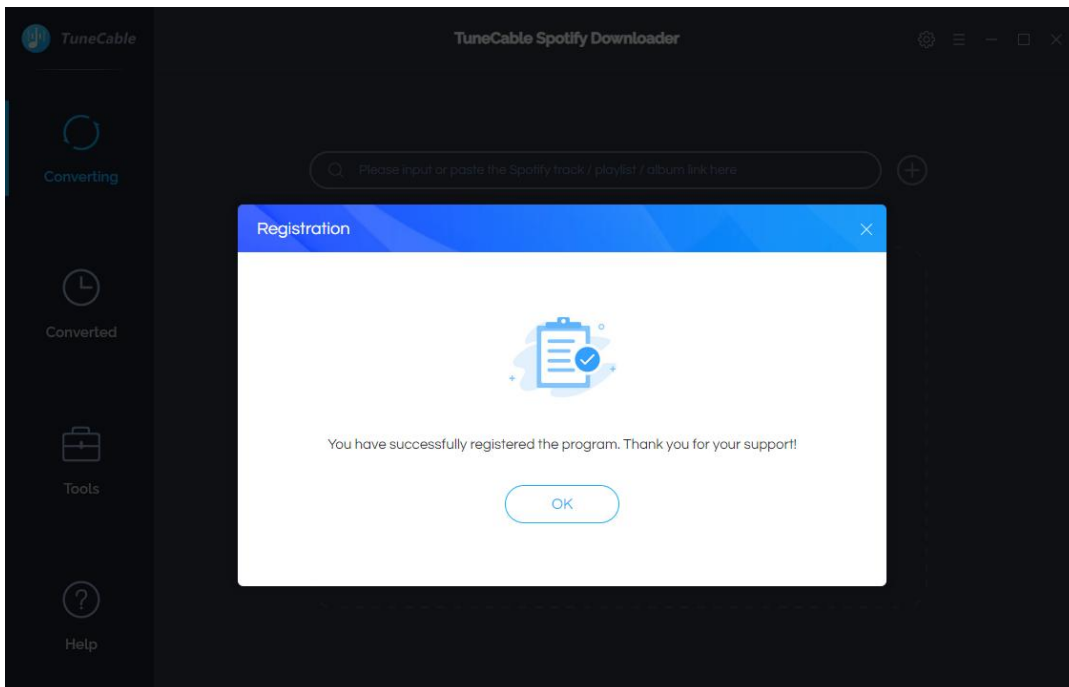 TuneCable
TuneCable Spotify Downloader
Converting
Please input or paste the Spotify track / playlist / album link here
Registration
You have successfully registered the program. Thank you for your support!
OK
Converted
Tools
?
Help